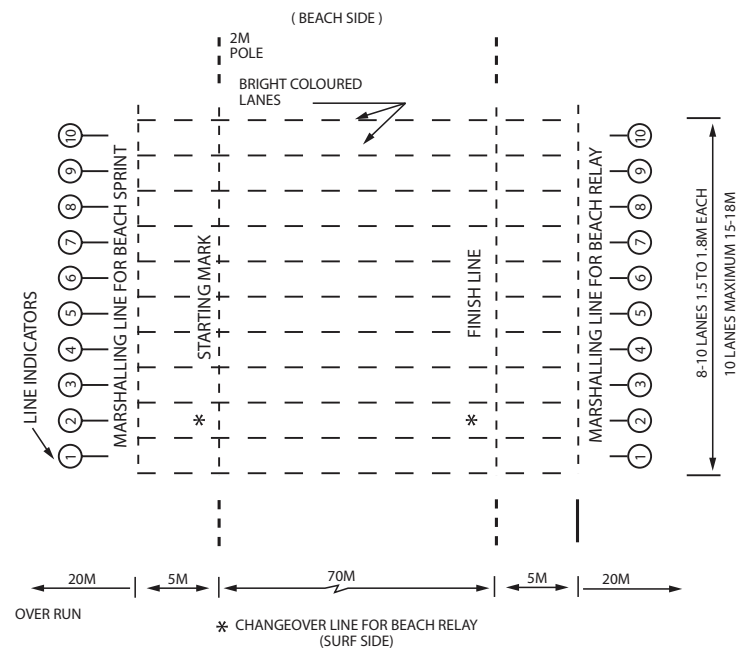 ( BEACH SIDE )
2M
POLE
BRIGHT COLOURED
LANES
10
9
8
7
6
5
4
3
2
1
LINE INDICATORS
MARSHALLING LINE FOR BEACH SPRINT
STARTING MARK
*
FINISH LINE
*
MARSHALLING LINE FOR BEACH RELAY
10
9
8
7
6
5
4
3
2
1
8-10 LANES 1.5 TO 1.8M EACH
10 LANES MAXIMUM 15-18M
20M
5M
70M
5M
20M
OVER RUN
* CHANGEOVER LINE FOR BEACH RELAY
(SURF SIDE)